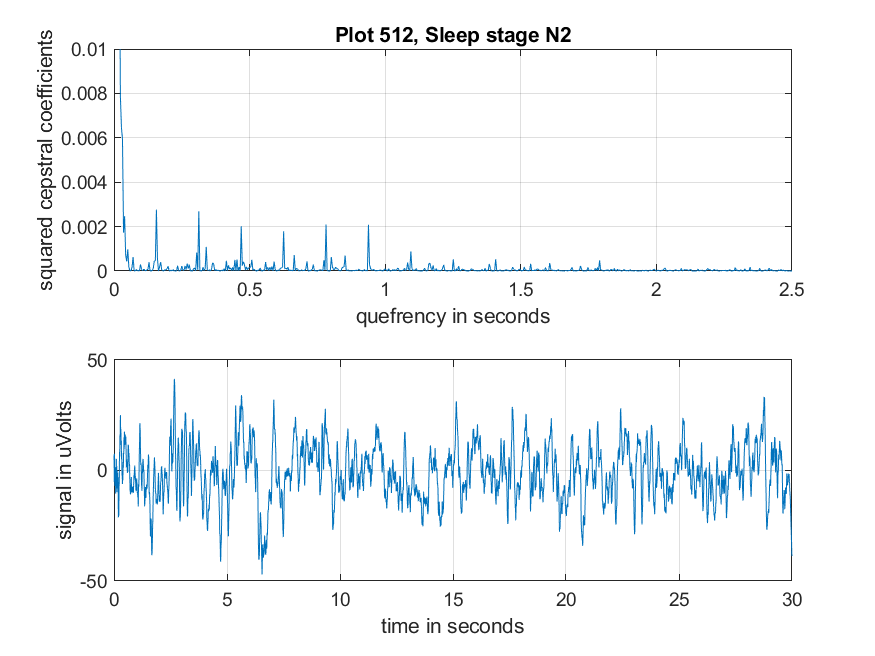 Plot 512, Sleep stage N2
squared cepstral coefficients
0.01
0.008
0.006
0.004
0.002
0
0 0.5 1 1.5 2 2.5
quefrency in seconds
signal in uVolts
50
0
-50
0 5 10 15 20 25 30
time in seconds